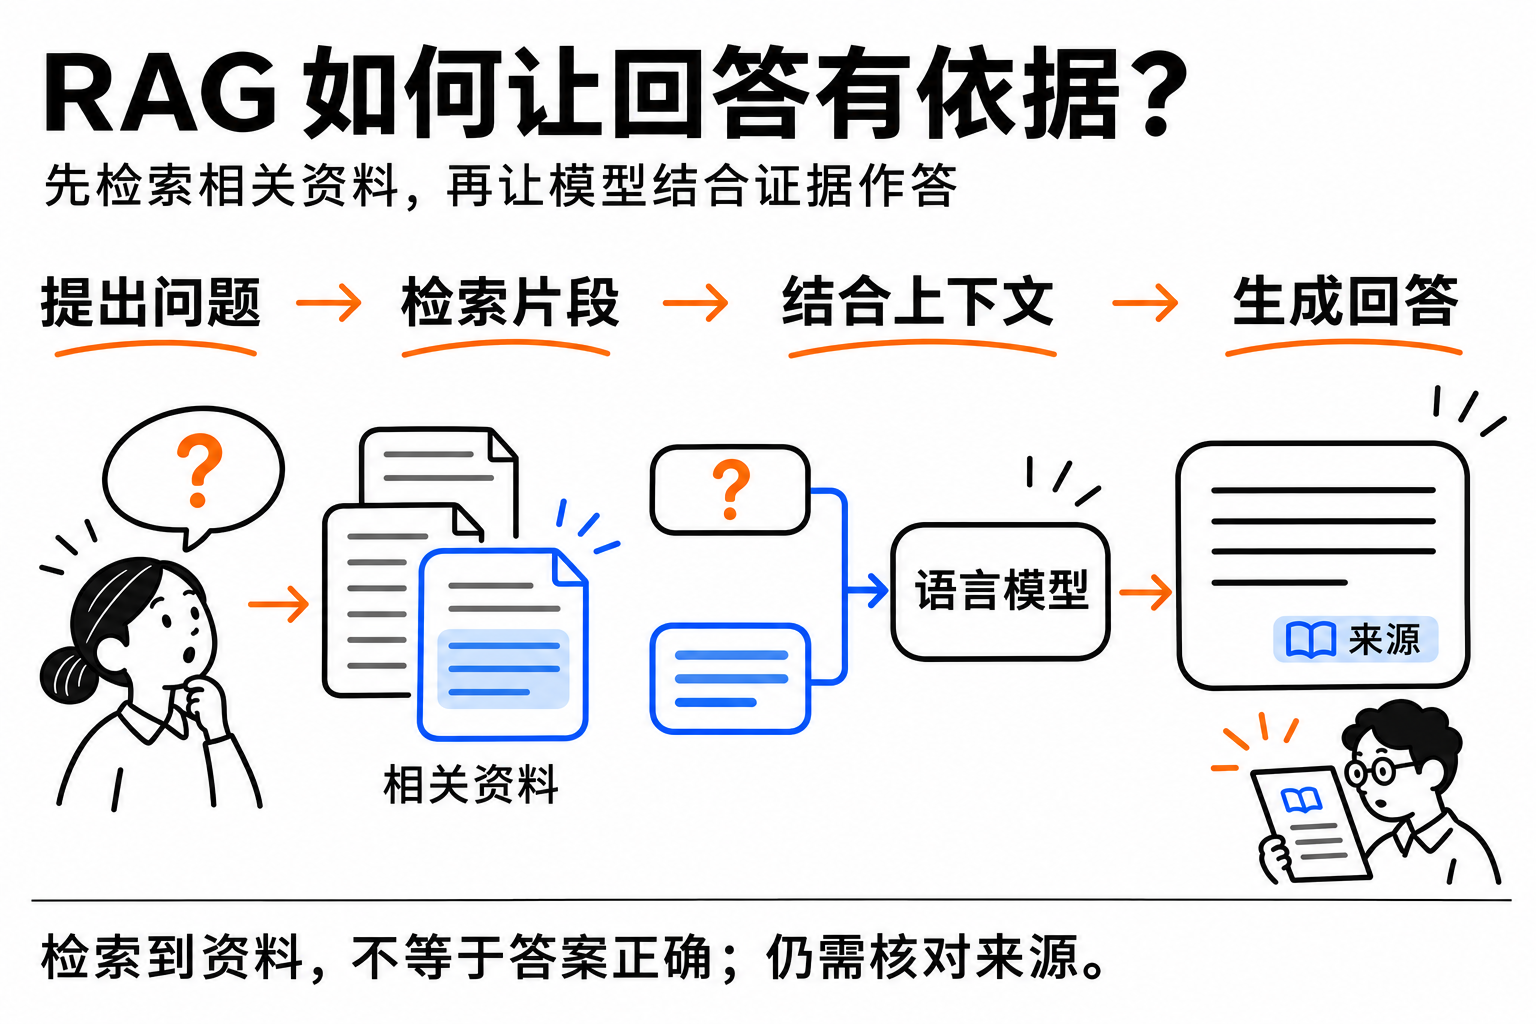 RAG 如何让回答有依据？
先检索相关资料，再让模型结合证据作答
提出问题 → 检索片段 → 结合上下文 → 生成回答
?
?
语言模型
来源
相关资料
检索到资料，不等于答案正确；仍需核对来源。